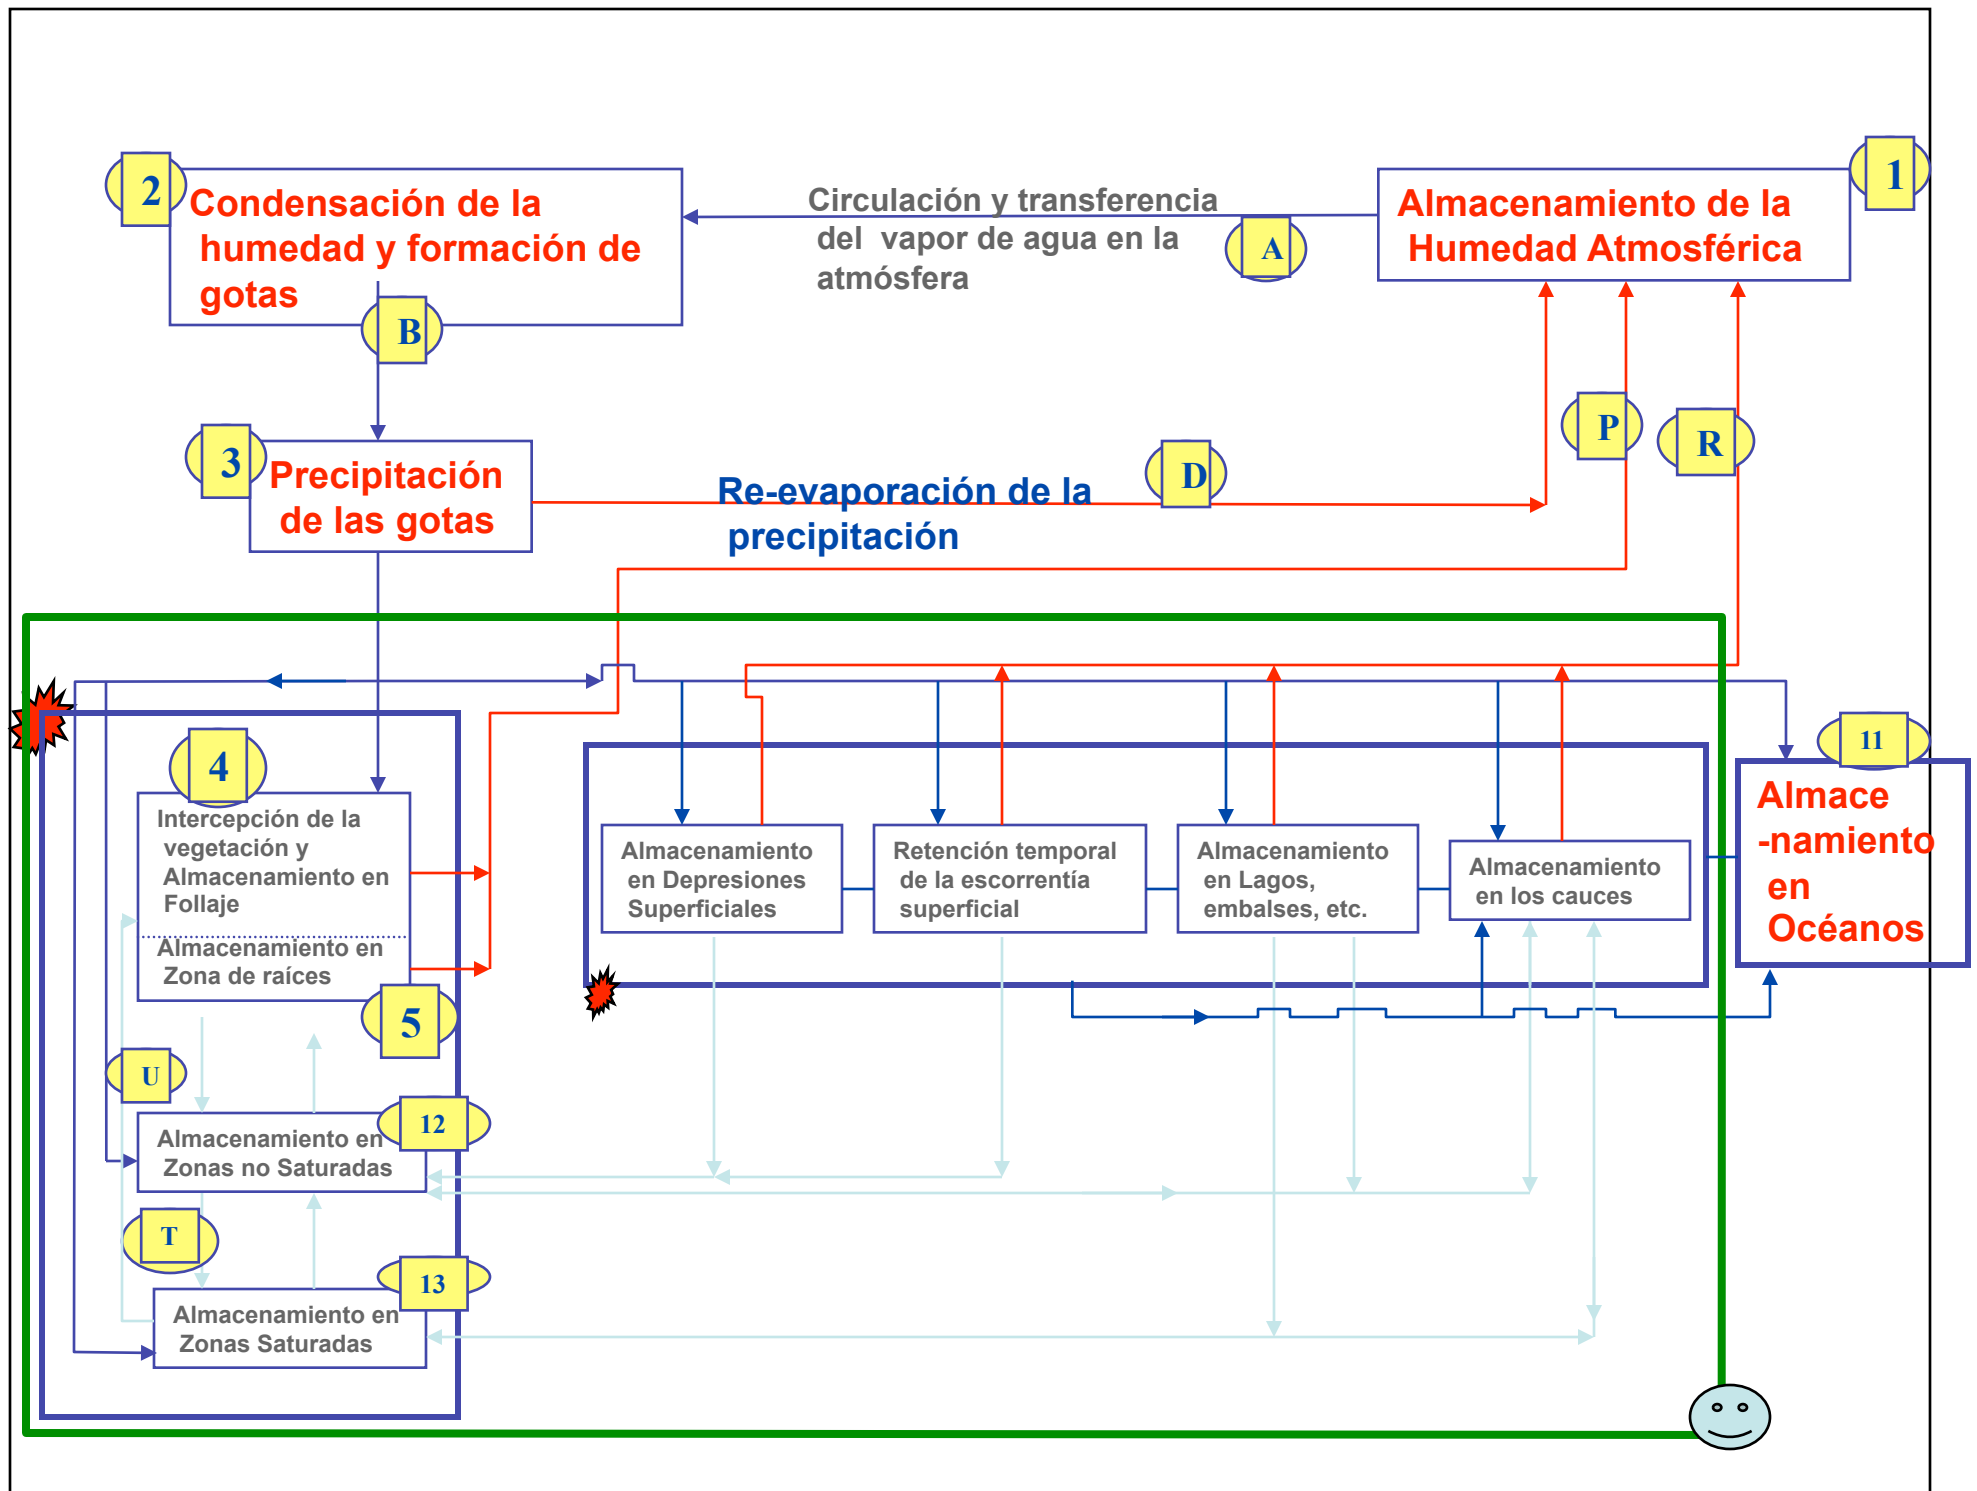 1
2
Condensación de la
humedad y formación de
gotas
Circulación y transferencia
del vapor de agua en la
atmósfera
A
Almacenamiento de la
Humedad Atmosférica
B
P
R
3
Precipitación
de las gotas
Re-evaporación de la
precipitación
D
4
Intercepción de la
vegetación y
Almacenamiento en
Follaje
Almacenamiento en
Zona de raíces
5
Almacenamiento
en Depresiones
Superficiales
Retención temporal
de la escorrentía
superficial
Almacenamiento
en Lagos,
embalses, etc.
Almacenamiento
en los cauces
11
Almace
-namiento
en
Océanos
U
12
Almacenamiento en
Zonas no Saturadas
T
13
Almacenamiento en
Zonas Saturadas